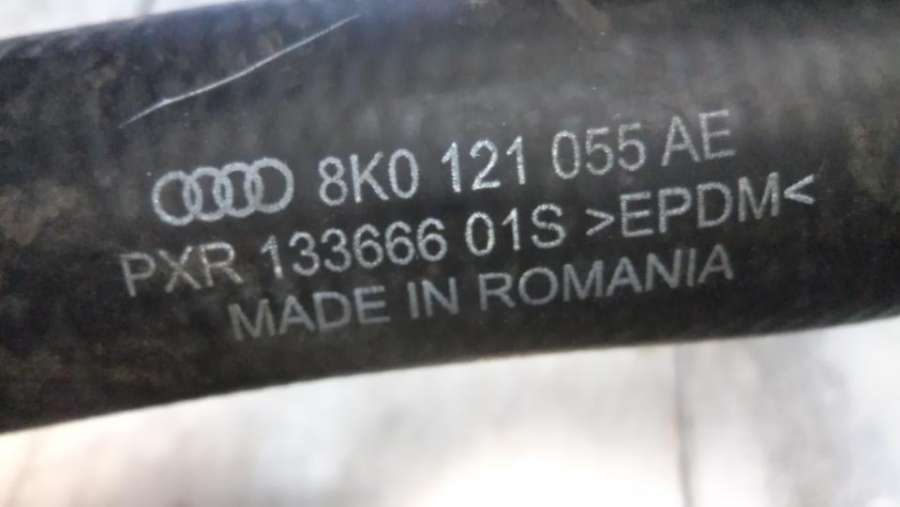 8K0 121 055 AE
PXR 133666 01S >EPDM<
MADE IN ROMANIA